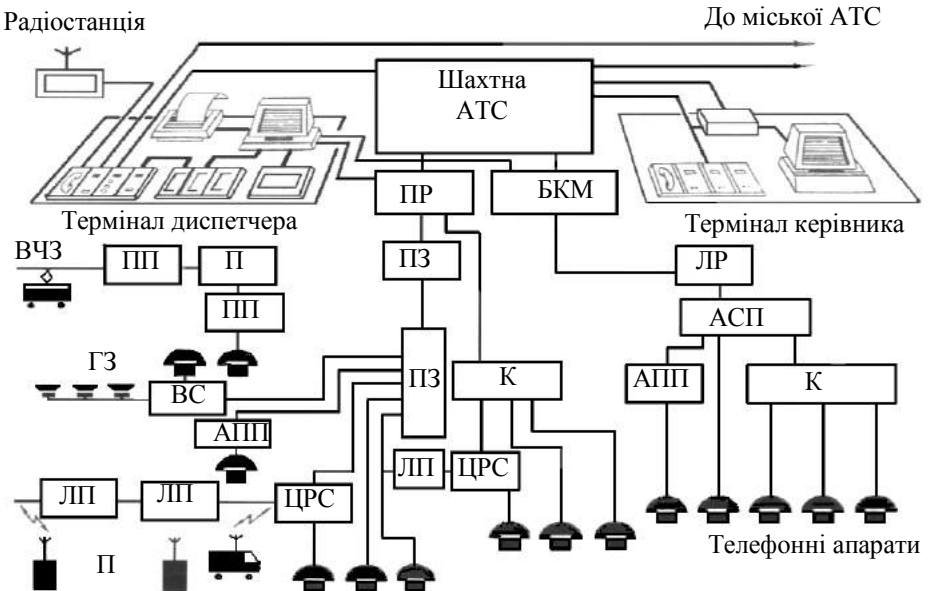 Радіостанція
До міської АТС
Шахтна
АТС
ПР
БКМ
Термінал диспетчера
Термінал керівника
ВЧЗ
ПП
П
ПЗ
ЛР
ПП
АСП
ГЗ
ВС
ПЗ
К
АПП
К
АПП
ЛП
ЦРС
ЛП
ЛП
ЦРС
П
Телефонні апарати